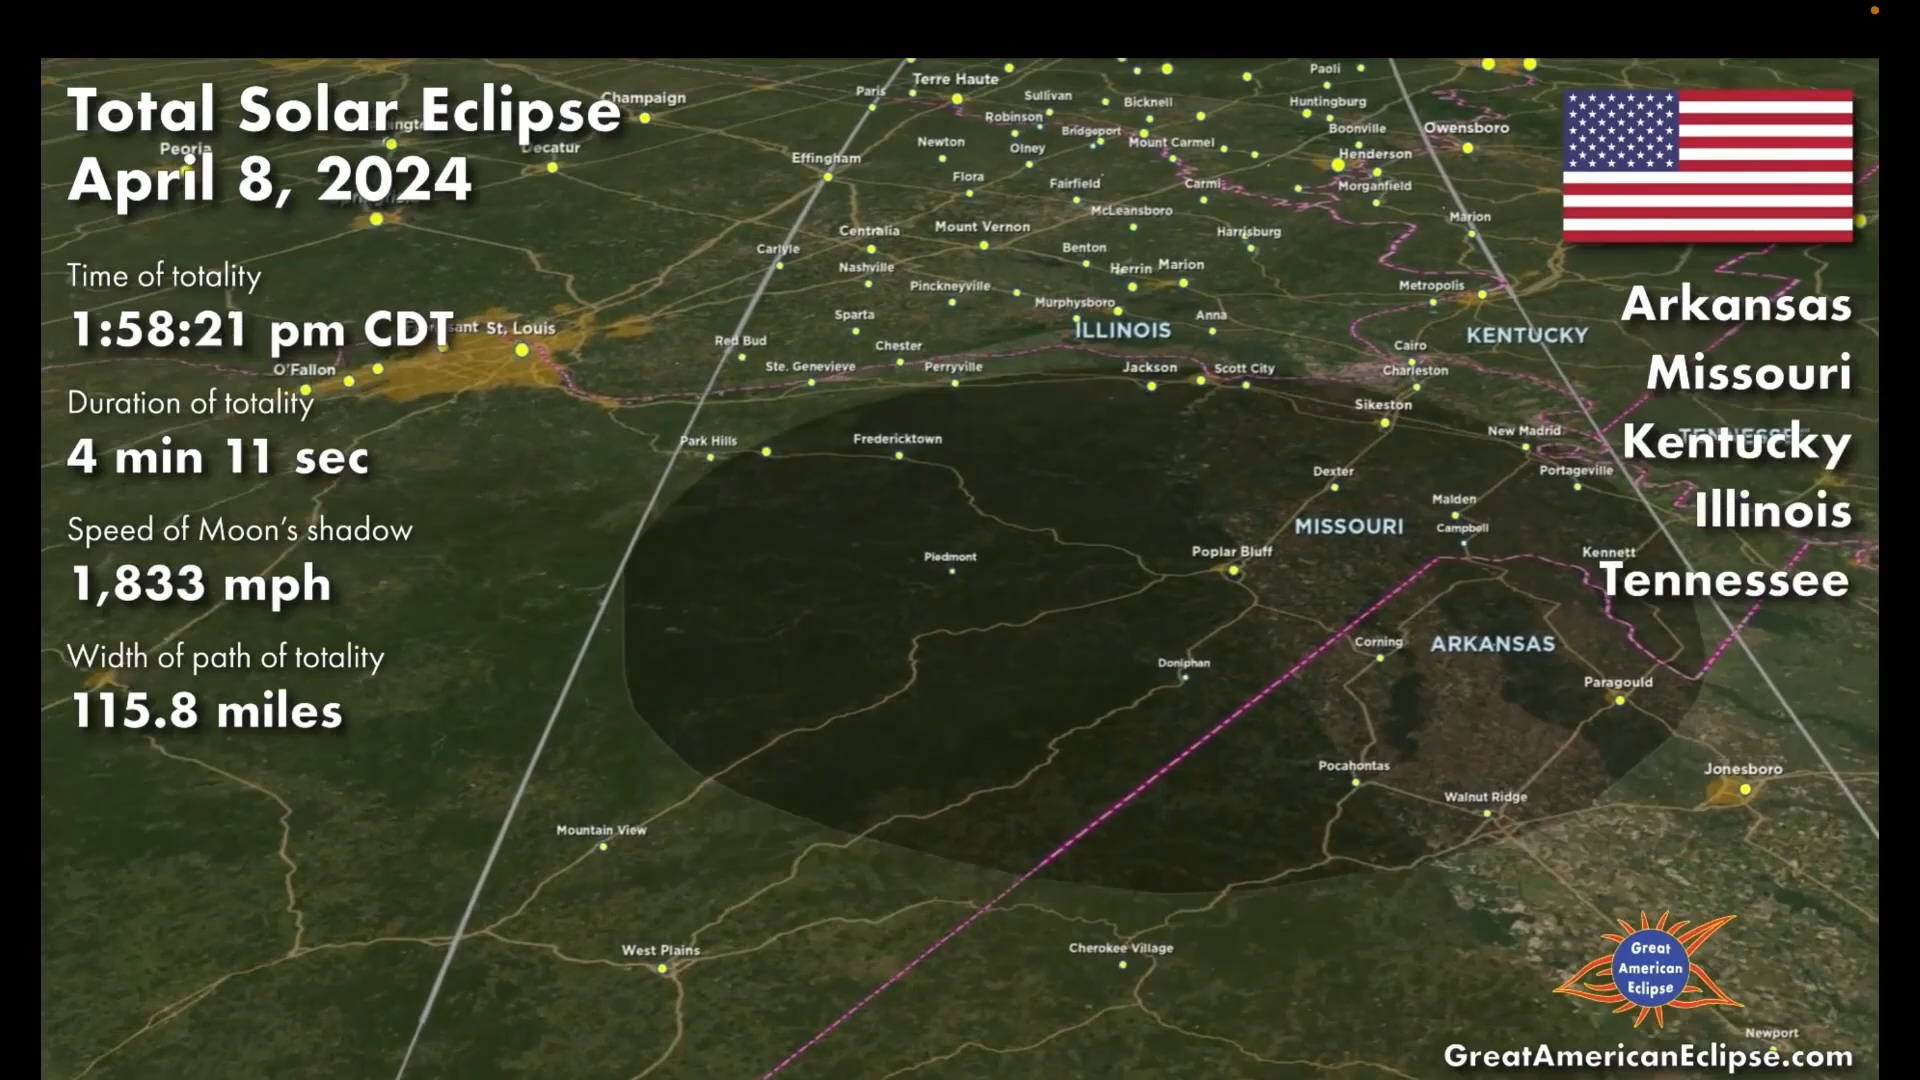 Total Solar Eclipse
April 8, 2024
Time of totality
1:58:21 pm CDT
Duration of totality
4 min 11 sec
Speed of Moon's shadow
1,833 mph
Width of path of totality
115.8 miles
Arkansas
Missouri
Kentucky
Illinois
Tennessee
Champaign
Peoria
Decatur
Paris
Terre Haute
Sullivan
Robinson
Bicknell
Paoli
Huntingburg
Bridgeport
Boonville
Owensboro
Effingham
Newton
Olney
Mount Carmel
Henderson
Flora
Fairfield
Carmi
Morganfield
McLeansboro
Marion
Carlyle
Centralia
Mount Vernon
Harrisburg
Benton
Nashville
Herrin
Marion
Pinckneyville
Murphysboro
Metropolis
Sparta
Anna
ILLINOIS
KENTUCKY
St. Louis
O'Fallon
Red Bud
Chester
Cairo
Ste. Genevieve
Perryville
Jackson
Scott City
Charleston
Sikeston
TENNESSEE
Park Hills
Fredericktown
New Madrid
Dexter
Portageville
Malden
MISSOURI
Campbell
Piedmont
Poplar Bluff
Kennett
Corning
ARKANSAS
Doniphan
Paragould
Pocahontas
Jonesboro
Walnut Ridge
Mountain View
West Plains
Cherokee Village
Great
American
Eclipse
Newport
GreatAmericanEclipse.com